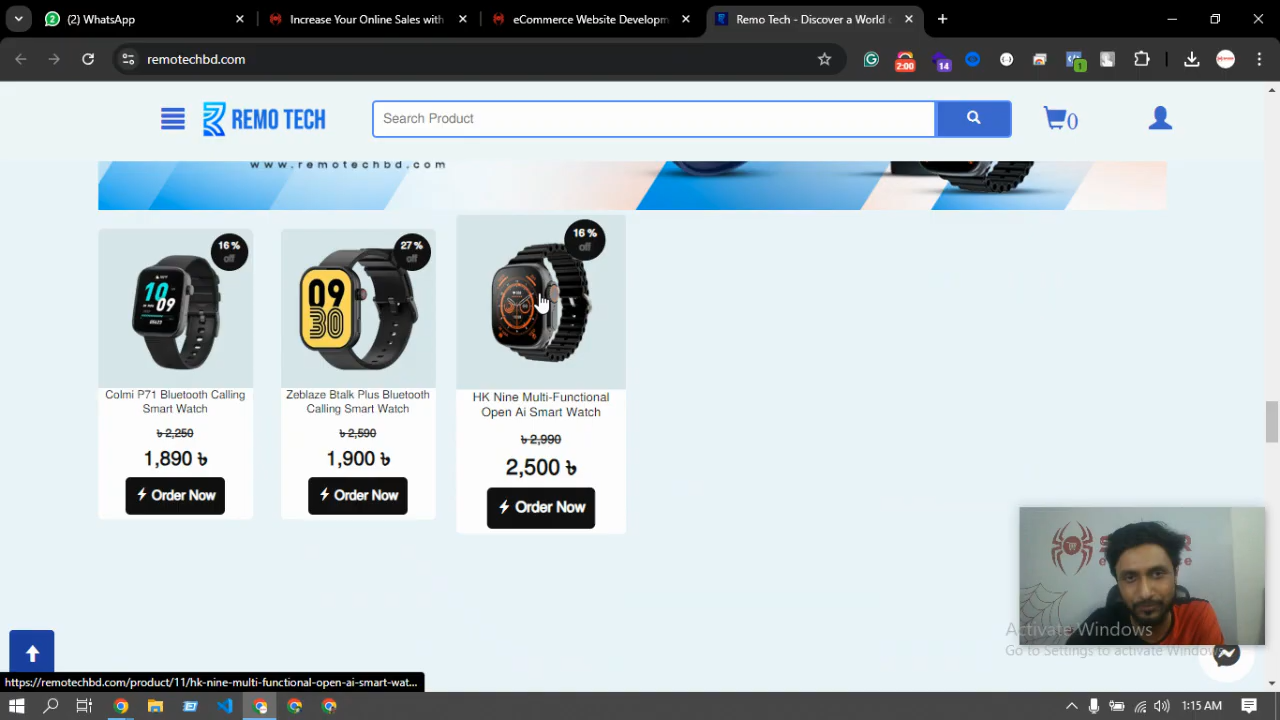 (2) WhatsApp
Increase Your Online Sales with
eCommerce Website Developm
Remo Tech - Discover a World o
remotechbd.com
2:00
14
1
REMO TECH
Search Product
0
www.remotechbd.com
16 %
off
27 %
off
16 %
off
10
09
09
30
Colmi P71 Bluetooth Calling
Smart Watch
৳ 2,250
1,890 ৳
Order Now
Zeblaze Btalk Plus Bluetooth
Calling Smart Watch
৳ 2,590
1,900 ৳
Order Now
HK Nine Multi-Functional
Open Ai Smart Watch
৳ 2,990
2,500 ৳
Order Now
Activate Windows
Go to Settings to activate Windows.
https://remotechbd.com/product/11/hk-nine-multi-functional-open-ai-smart-wat...
1:15 AM